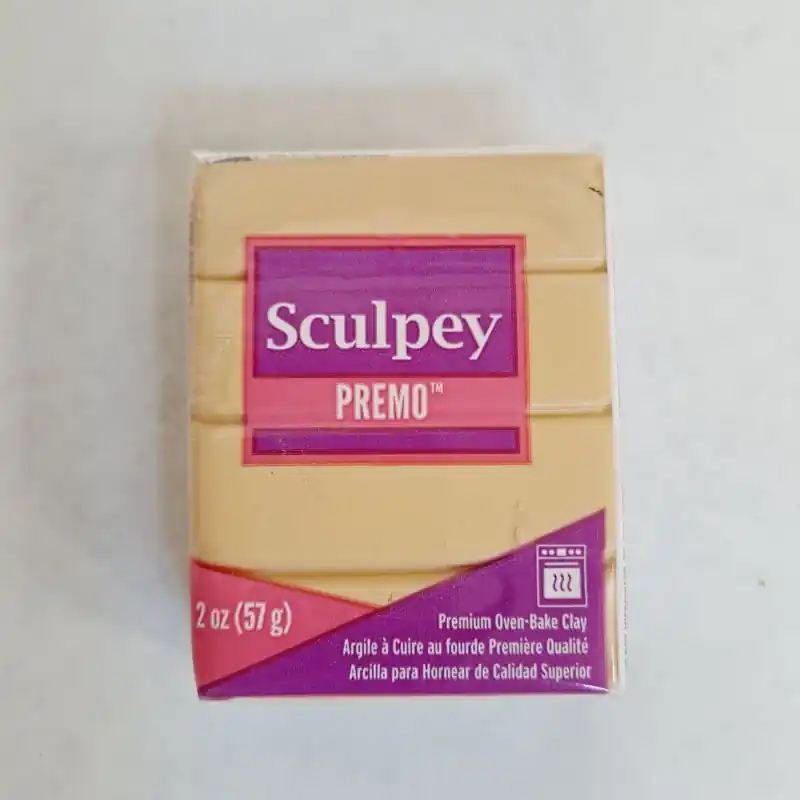 Sculpey
PREMO™
2 oz (57 g)
Premium Oven-Bake Clay
Argile à Cuire au fourde Première Qualité
Arcilla para Hornear de Calidad Superior